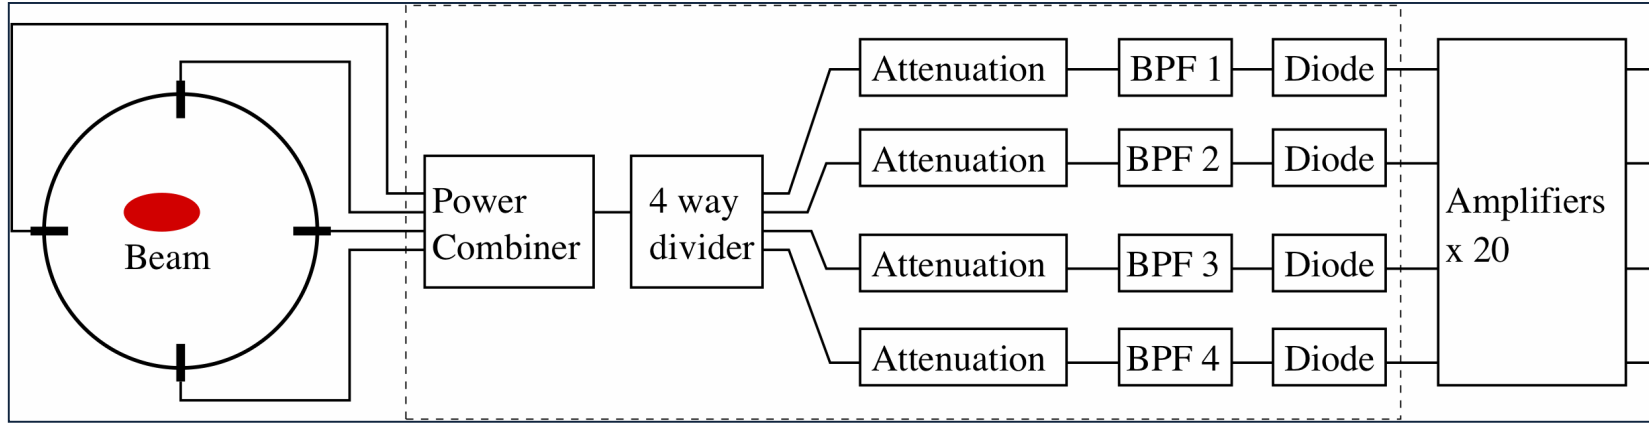 Beam
Power
Combiner
4 way
divider
Attenuation
BPF 1
Diode
Attenuation
BPF 2
Diode
Attenuation
BPF 3
Diode
Attenuation
BPF 4
Diode
Amplifiers
x 20